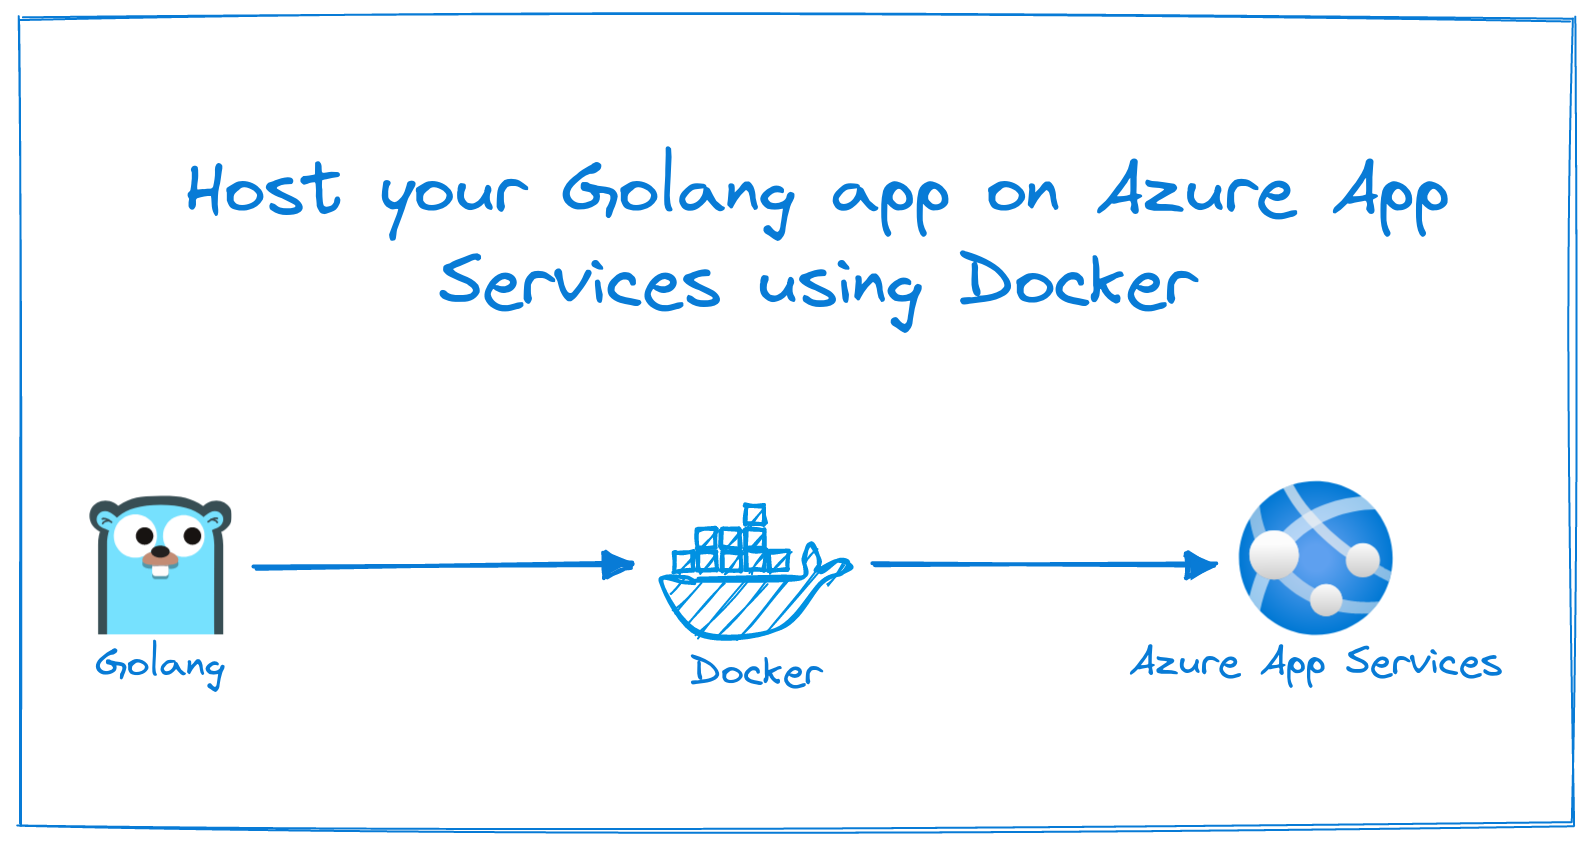 Host your Golang app on Azure App
Services using Docker
Golang
Docker
Azure App Services